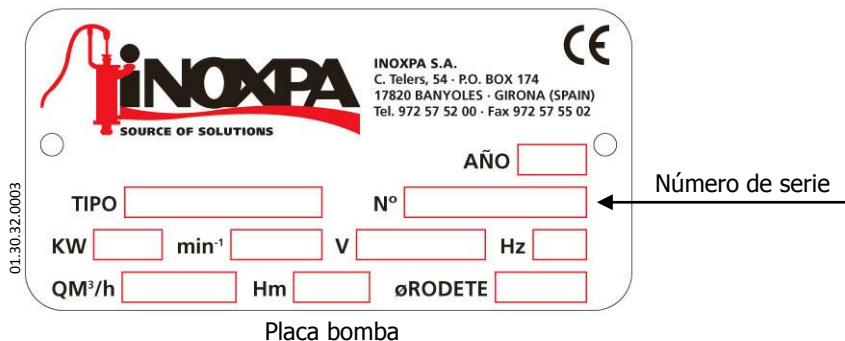 iNOXPA
SOURCE OF SOLUTIONS
INOXPA S.A.
C. Telers, 54 · P.O. BOX 174
17820 BANYOLES · GIRONA (SPAIN)
Tel. 972 57 52 00 · Fax 972 57 55 02
CE
AÑO
TIPO
Nº
Número de serie
KW
min⁻¹
V
Hz
QM³/h
Hm
øRODETE
01.30.32.0003
Placa bomba